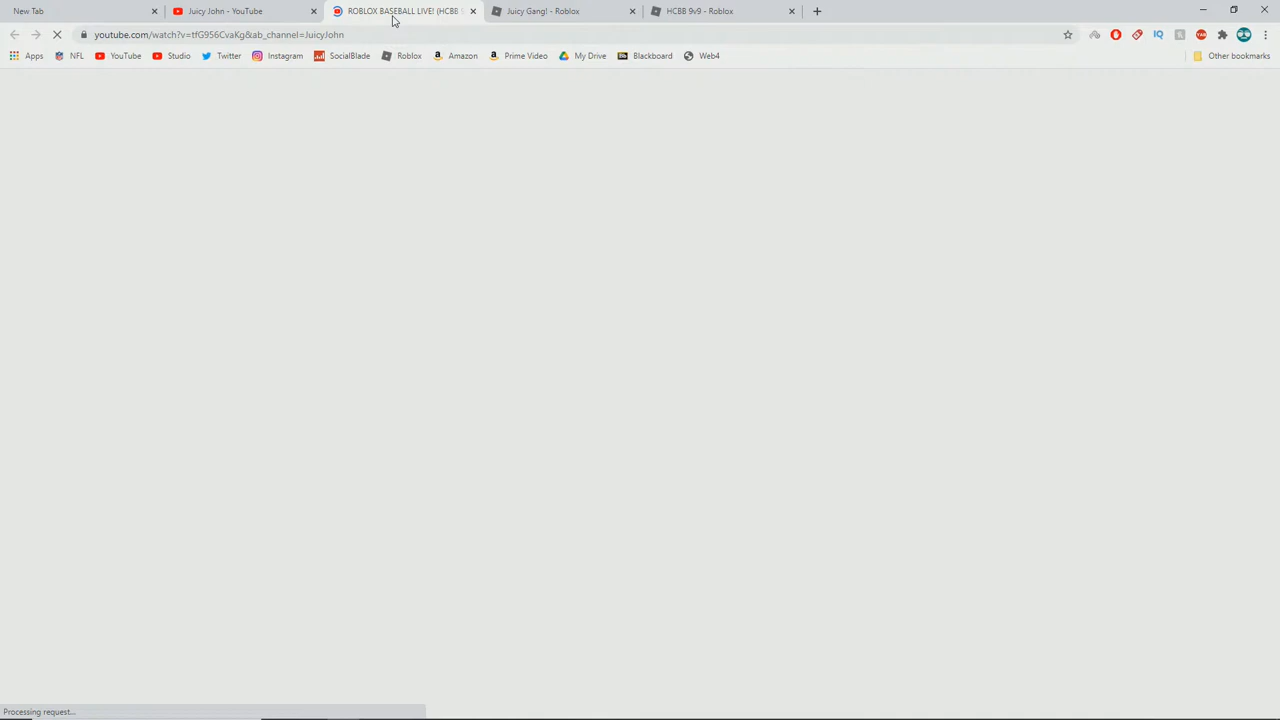 New Tab Juicy John - YouTube ROBLOX BASEBALL LIVE! (HCBB Juicy Gang! - Roblox HCBB 9v9 - Roblox
youtube.com/watch?v=tfG956CvaKg&ab_channel=JuicyJohn
Apps NFL YouTube Studio Twitter Instagram SocialBlade Roblox Amazon Prime Video My Drive Blackboard Web4 Other bookmarks
Processing request...